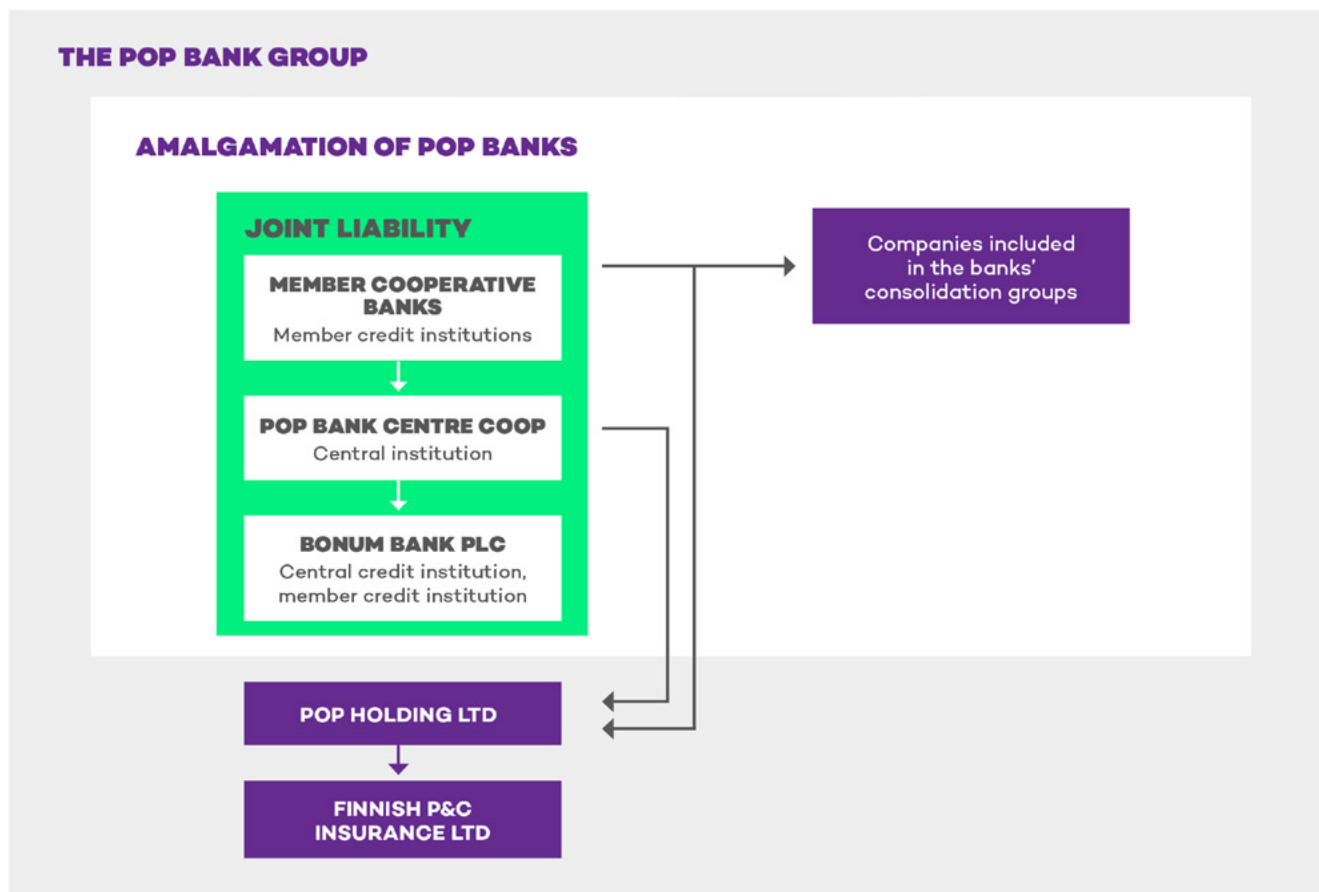 THE POP BANK GROUP
AMALGAMATION OF POP BANKS
JOINT LIABILITY
MEMBER COOPERATIVE
BANKS
Member credit institutions
POP BANK CENTRE COOP
Central institution
BONUM BANK PLC
Central credit institution,
member credit institution
Companies included
in the banks’
consolidation groups
POP HOLDING LTD
FINNISH P&C
INSURANCE LTD